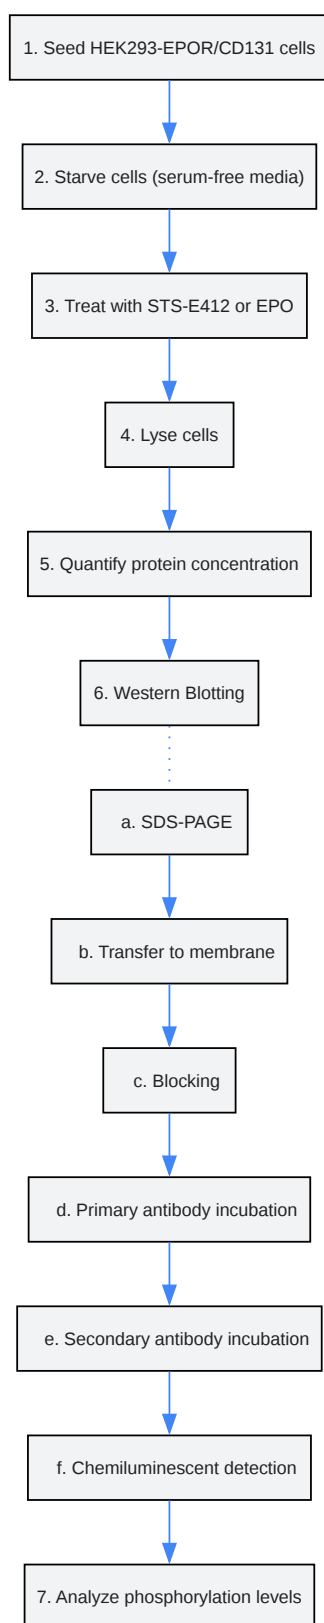 1. Seed HEK293-EPOR/CD131 cells
2. Starve cells (serum-free media)
3. Treat with STS-E412 or EPO
4. Lyse cells
5. Quantify protein concentration
6. Western Blotting
a. SDS-PAGE
b. Transfer to membrane
c. Blocking
d. Primary antibody incubation
e. Secondary antibody incubation
f. Chemiluminescent detection
7. Analyze phosphorylation levels